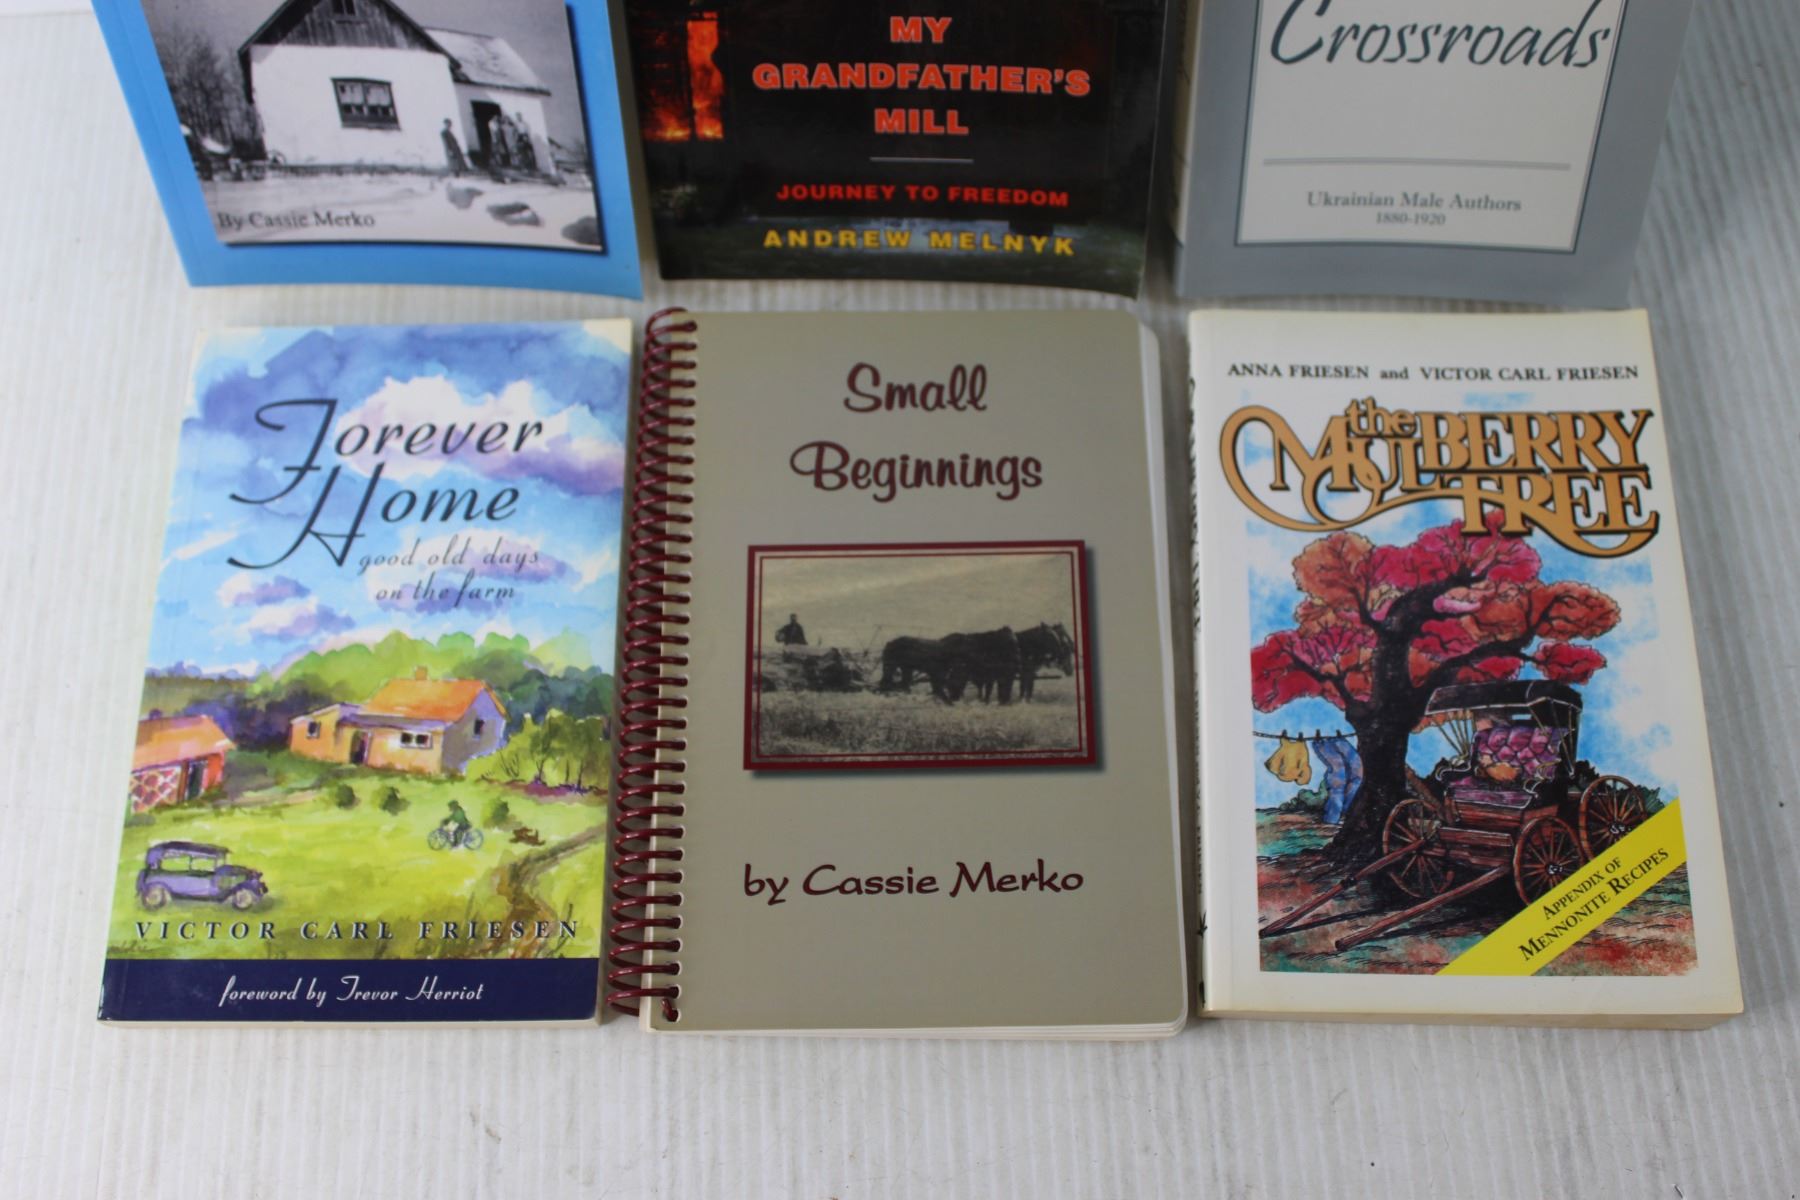 By Cassie Merko
MY
GRANDFATHER'S
MILL
JOURNEY TO FREEDOM
ANDREW MELNYK
Crossroads
Ukrainian Male Authors
1880-1920
Forever
Home
good old days
on the farm
VICTOR CARL FRIESEN
foreword by Trevor Herriot
Small
Beginnings
by Cassie Merko
ANNA FRIESEN and VICTOR CARL FRIESEN
the
MULBERRY
TREE
APPENDIX OF
MENNONITE RECIPES